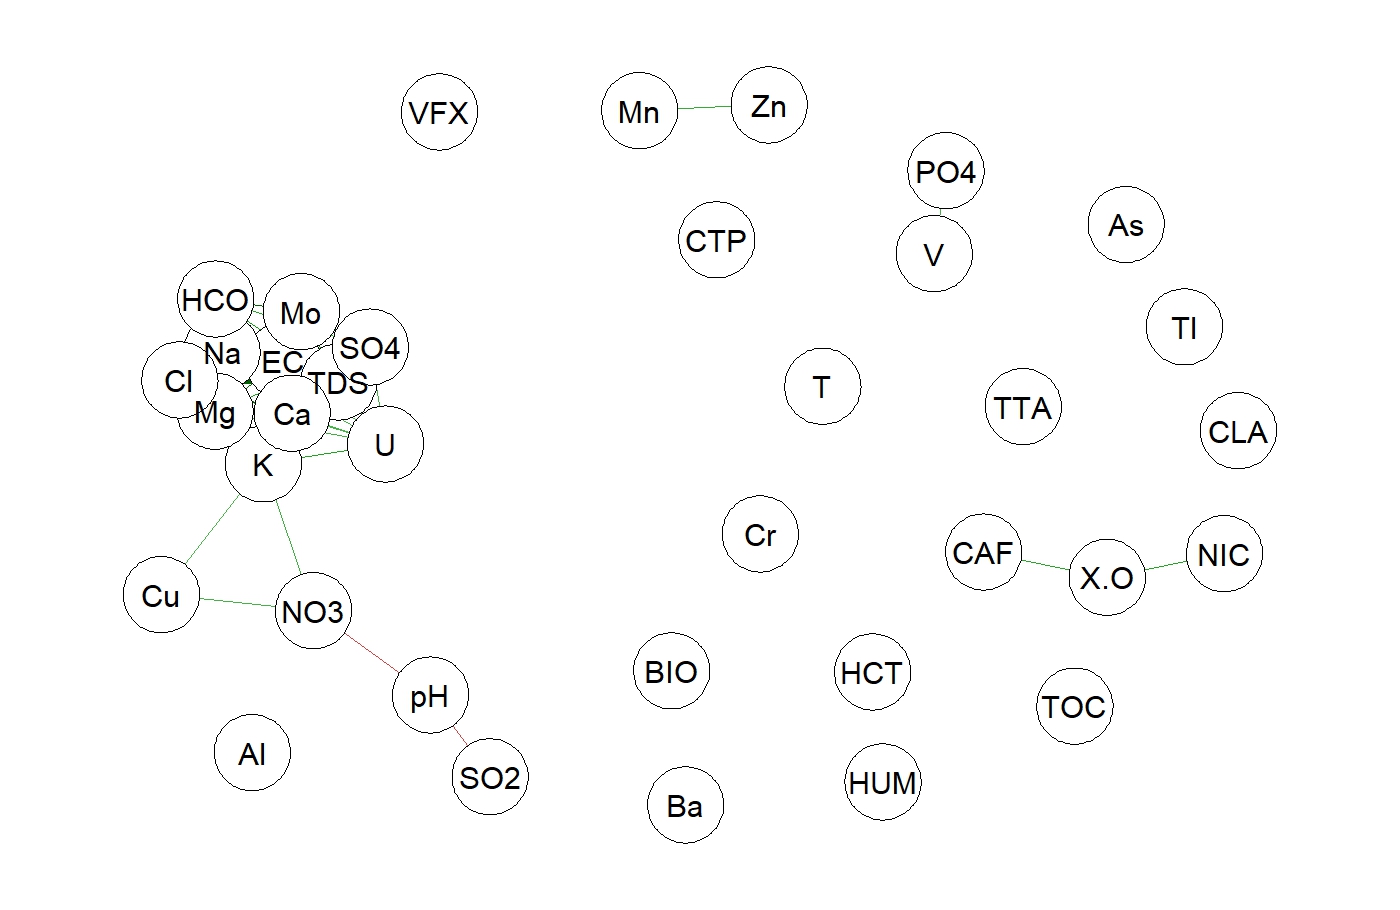 VFX
Mn
Zn
PO4
As
CTP
V
HCO
Mo
TI
SO4
Na
EC
Cl
TDS
T
TTA
Mg
Ca
CLA
U
K
Cr
CAF
X.O
NIC
Cu
NO3
BIO
HCT
pH
TOC
Al
SO2
HUM
Ba